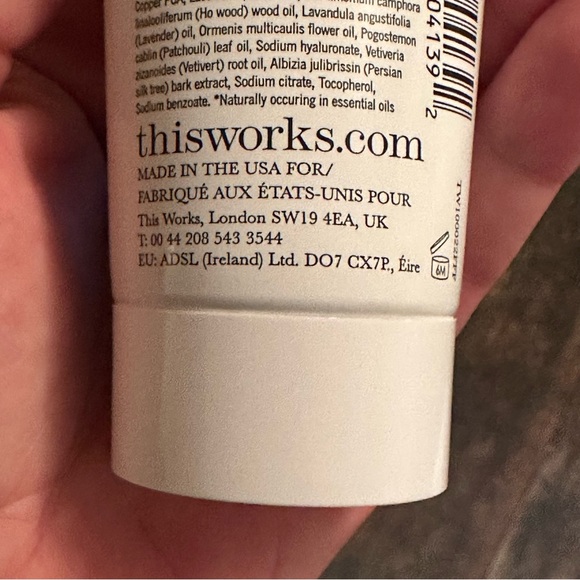 Copper PCA,
camphora
linalooliferum (Ho wood) wood oil, Lavandula angustifolia
(Lavender) oil, Ormenis multicaulis flower oil, Pogostemon
cablin (Patchouli) leaf oil, Sodium hyaluronate, Vetiveria
zizanoides (Vetivert) root oil, Albizia julibrissin (Persian
silk tree) bark extract, Sodium citrate, Tocopherol,
Sodium benzoate. *Naturally occuring in essential oils
thisworks.com
MADE IN THE USA FOR/
FABRIQUÉ AUX ÉTATS-UNIS POUR
This Works, London SW19 4EA, UK
T: 00 44 208 543 3544
EU: ADSL (Ireland) Ltd. DO7 CX7P., Éire
6M
04139 2